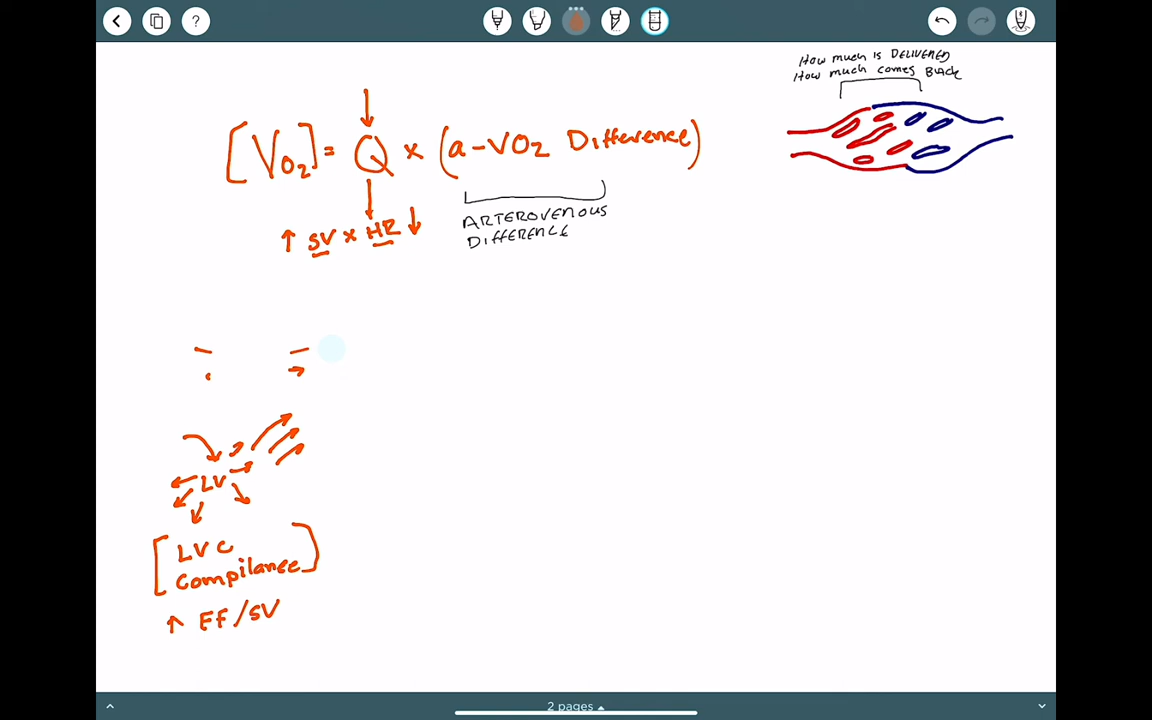 ?
How much is DELIVERED
How much comes BACK
[VO2] = Q × (a-VO2 Difference)
ARTEROVENOUS
DIFFERENCE
↑ SV × HR ↓
LV
[LVC
Compilance]
↑ EF/SV
2 pages